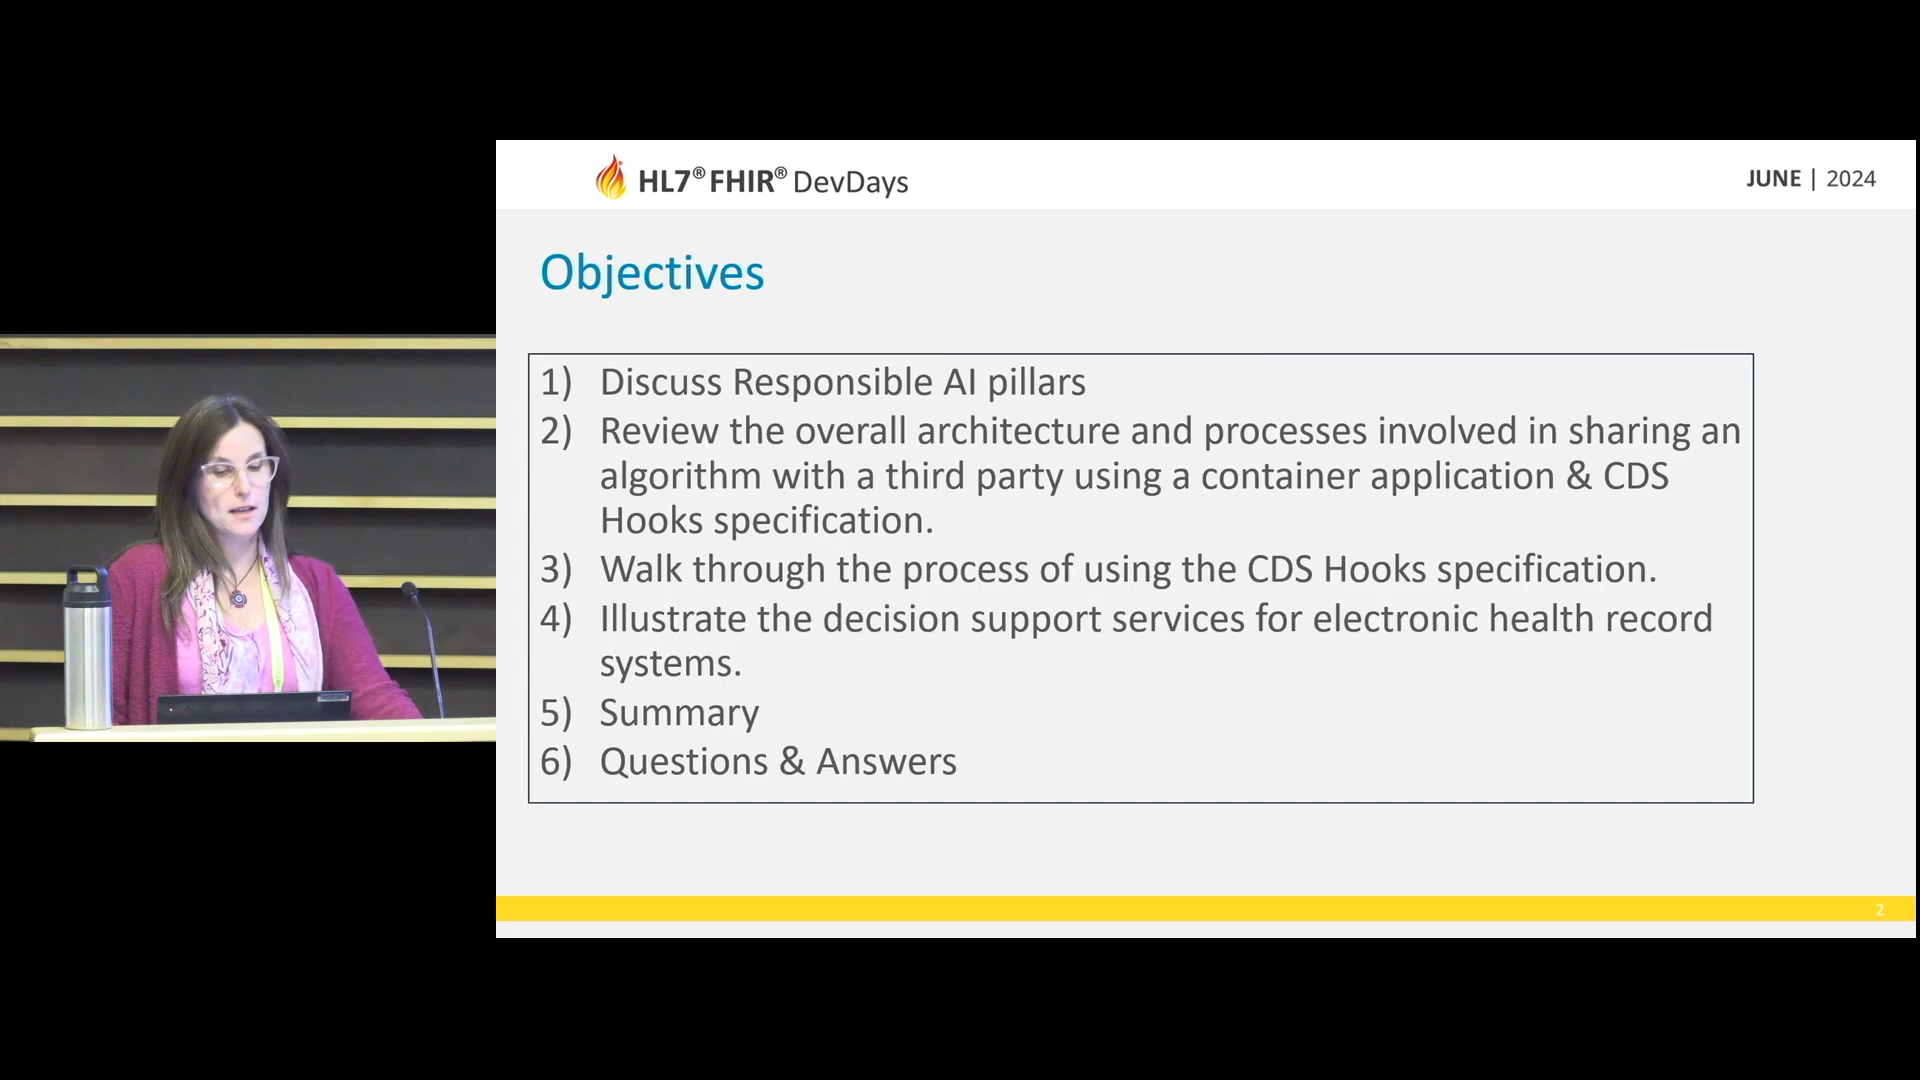 HL7® FHIR® DevDays
JUNE | 2024
Objectives
1) Discuss Responsible AI pillars
2) Review the overall architecture and processes involved in sharing an
algorithm with a third party using a container application & CDS
Hooks specification.
3) Walk through the process of using the CDS Hooks specification.
4) Illustrate the decision support services for electronic health record
systems.
5) Summary
6) Questions & Answers
2